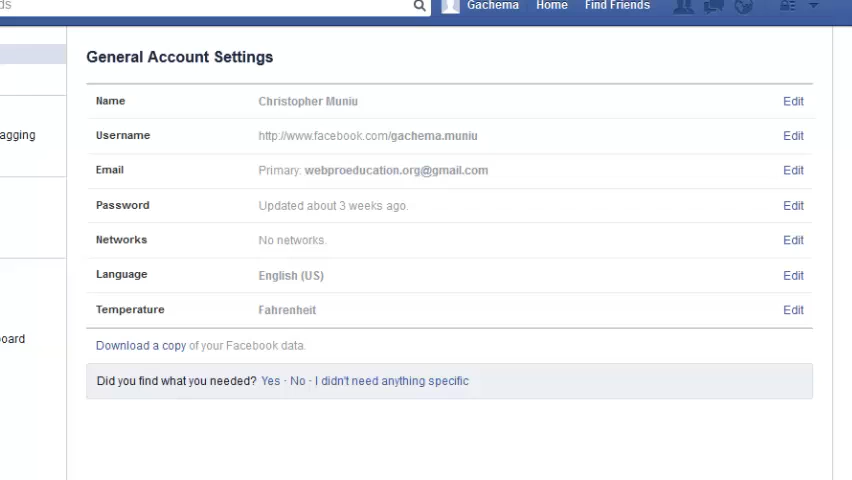 ds
Gachema Home Find Friends
General Account Settings
Name Christopher Muniu Edit
agging
Username http://www.facebook.com/gachema.muniu Edit
Email Primary: webproeducation.org@gmail.com Edit
Password Updated about 3 weeks ago. Edit
Networks No networks. Edit
Language English (US) Edit
Temperature Fahrenheit Edit
oard
Download a copy of your Facebook data.
Did you find what you needed? Yes · No · I didn't need anything specific